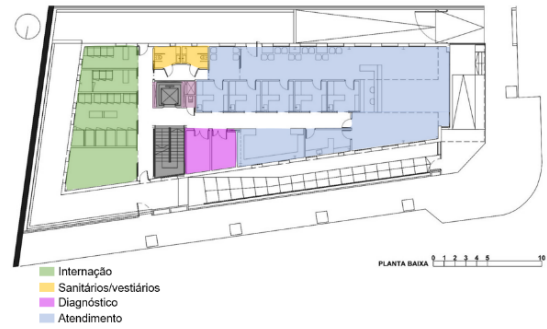 PLANTA BAIXA 0 1 2 3 4 5 10
Internação
Sanitários/vestiários
Diagnóstico
Atendimento